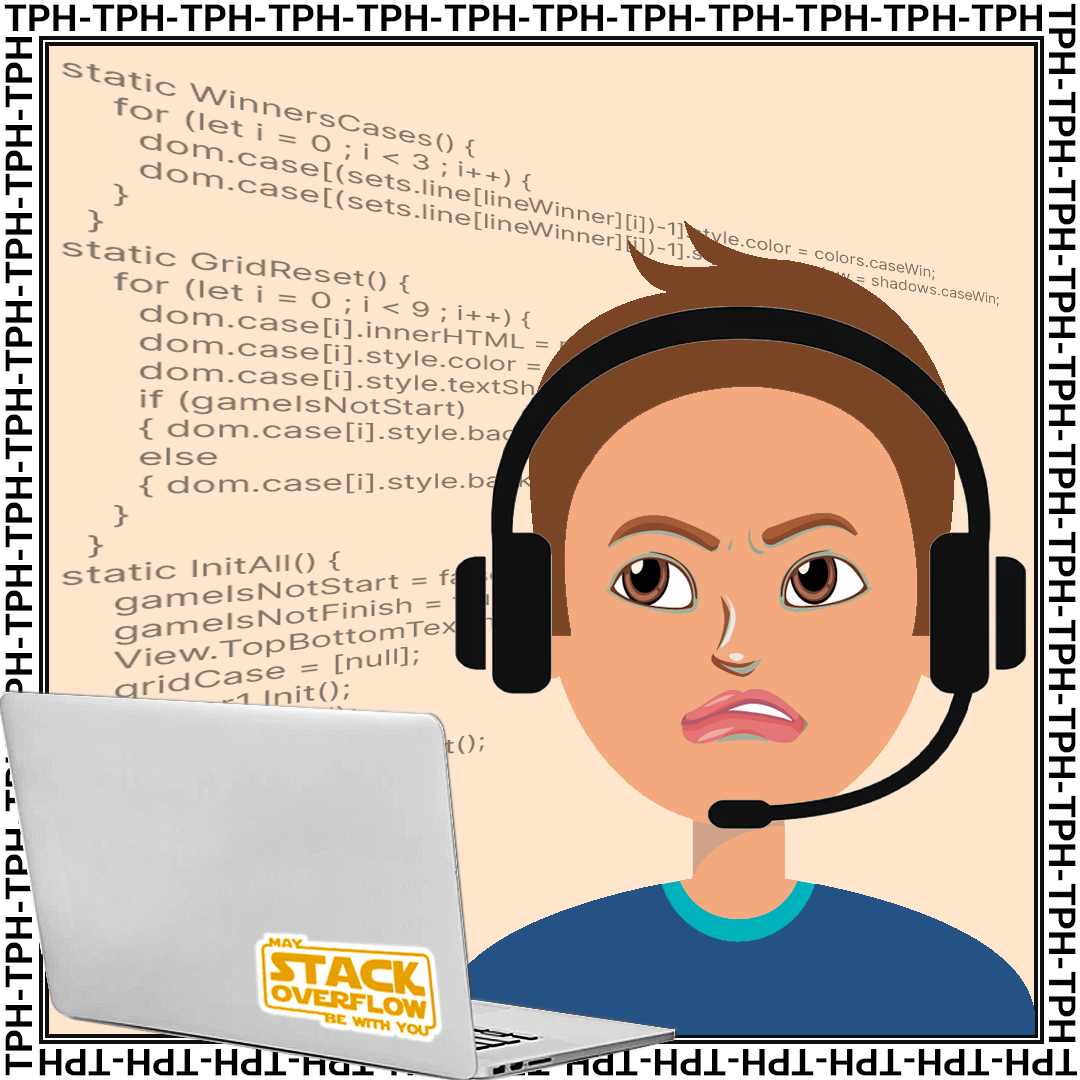 TPH-TPH-TPH-TPH-TPH-TPH-TPH-TPH-TPH-TPH-TPH-TPH
static WinnersCases() {
for (let i = 0 ; i < 3 ; i++) {
dom.case[(sets.line[lineWinner][i])-1].style.color = colors.caseWin;
dom.case[(sets.line[lineWinner][i])-1].s = shadows.caseWin;
}
}
static GridReset() {
for (let i = 0 ; i < 9 ; i++) {
dom.case[i].innerHTML =
dom.case[i].style.color =
dom.case[i].style.textSh
if (gameIsNotStart)
{ dom.case[i].style.bac
else
{ dom.case[i].style.back
}
}
static InitAll() {
gameIsNotStart = false
gameIsNotFinish =
View.TopBottomTex
gridCase = [null];
r1.Init();
t();
MAY
STACK
OVERFLOW
BE WITH YOU